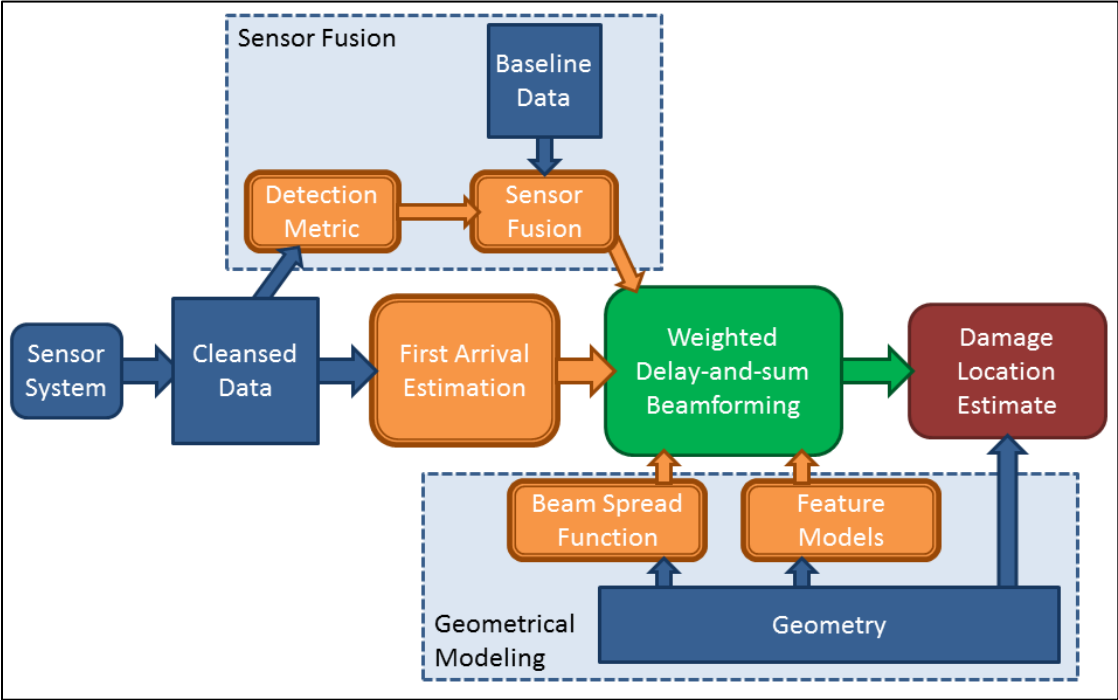 Sensor Fusion
Baseline
Data
Detection
Metric
Sensor
Fusion
Sensor
System
Cleansed
Data
First Arrival
Estimation
Weighted
Delay-and-sum
Beamforming
Damage
Location
Estimate
Beam Spread
Function
Feature
Models
Geometrical
Modeling
Geometry